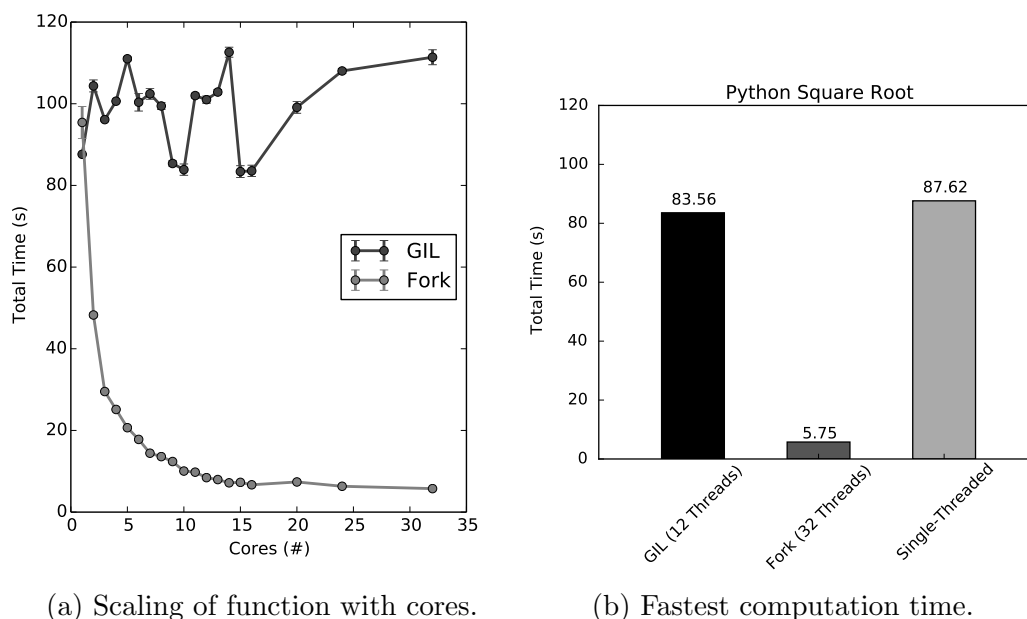 120
100
80
60
40
20
0
0 5 10 15 20 25 30 35
Total Time (s)
Cores (#)
GIL
Fork
(a) Scaling of function with cores.
Python Square Root
120
100
80
60
40
20
0
Total Time (s)
83.56
5.75
87.62
GIL (12 Threads)
Fork (32 Threads)
Single-Threaded
(b) Fastest computation time.